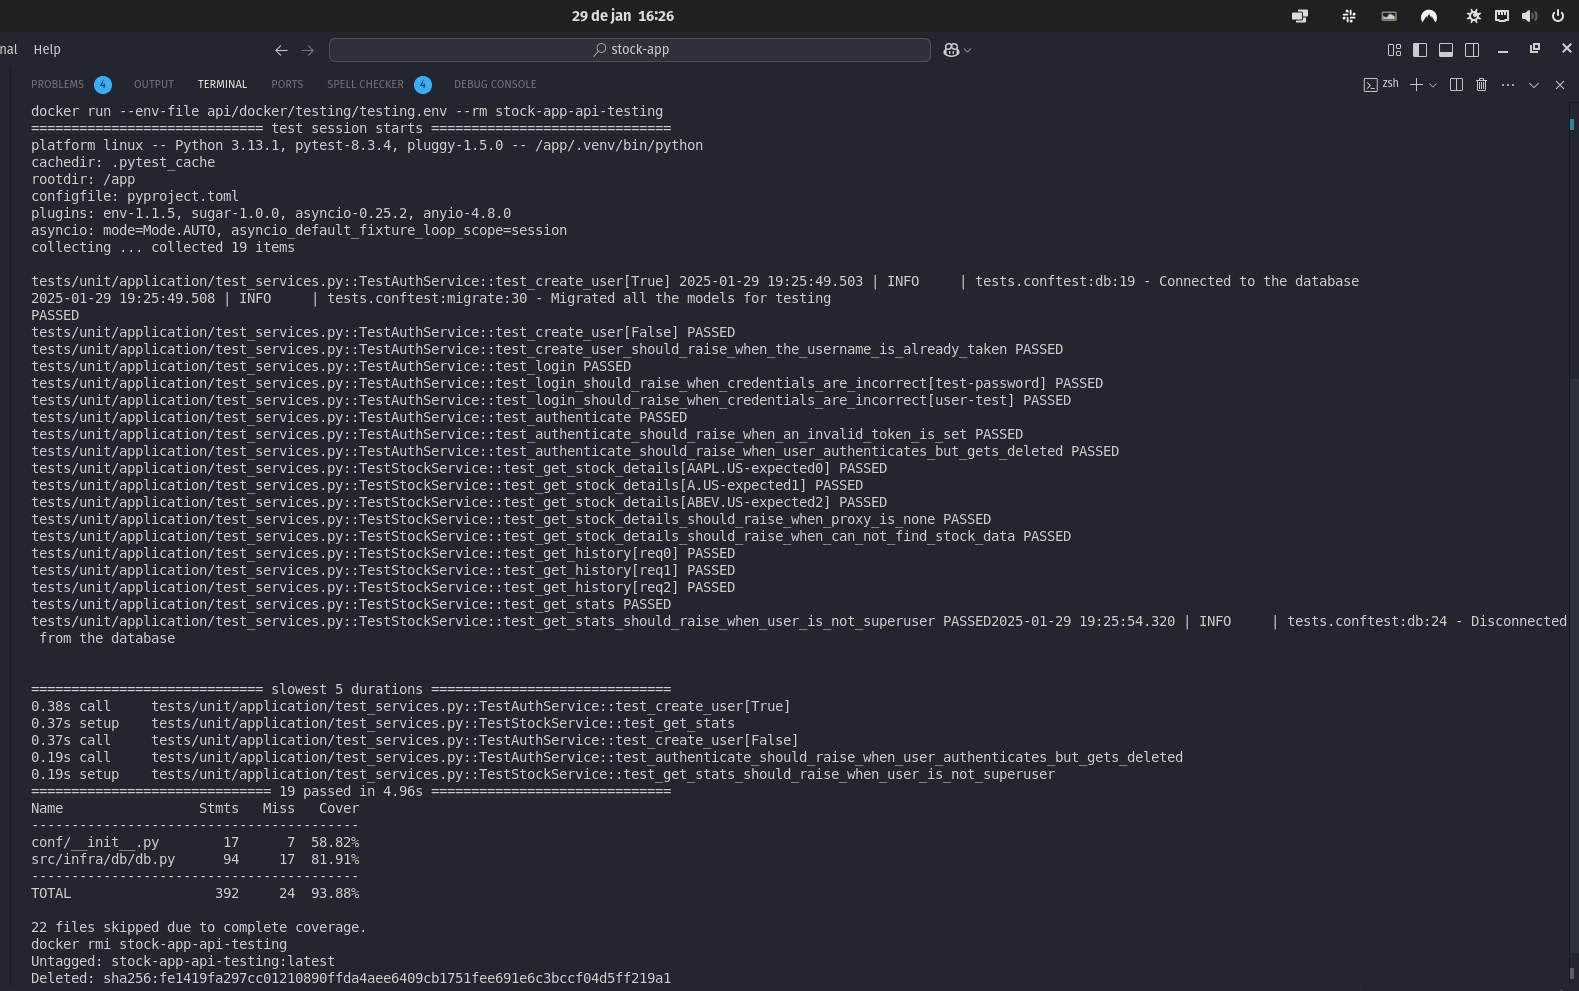 29 de jan 16:26
nal Help
stock-app
PROBLEMS 4 OUTPUT TERMINAL PORTS SPELL CHECKER 4 DEBUG CONSOLE
zsh
docker run --env-file api/docker/testing/testing.env --rm stock-app-api-testing
============================= test session starts ==============================
platform linux -- Python 3.13.1, pytest-8.3.4, pluggy-1.5.0 -- /app/.venv/bin/python
cachedir: .pytest_cache
rootdir: /app
configfile: pyproject.toml
plugins: env-1.1.5, sugar-1.0.0, asyncio-0.25.2, anyio-4.8.0
asyncio: mode=Mode.AUTO, asyncio_default_fixture_loop_scope=session
collecting ... collected 19 items
tests/unit/application/test_services.py::TestAuthService::test_create_user[True] 2025-01-29 19:25:49.503 | INFO     | tests.conftest:db:19 - Connected to the database
2025-01-29 19:25:49.508 | INFO     | tests.conftest:migrate:30 - Migrated all the models for testing
PASSED
tests/unit/application/test_services.py::TestAuthService::test_create_user[False] PASSED
tests/unit/application/test_services.py::TestAuthService::test_create_user_should_raise_when_the_username_is_already_taken PASSED
tests/unit/application/test_services.py::TestAuthService::test_login PASSED
tests/unit/application/test_services.py::TestAuthService::test_login_should_raise_when_credentials_are_incorrect[test-password] PASSED
tests/unit/application/test_services.py::TestAuthService::test_login_should_raise_when_credentials_are_incorrect[user-test] PASSED
tests/unit/application/test_services.py::TestAuthService::test_authenticate PASSED
tests/unit/application/test_services.py::TestAuthService::test_authenticate_should_raise_when_an_invalid_token_is_set PASSED
tests/unit/application/test_services.py::TestAuthService::test_authenticate_should_raise_when_user_authenticates_but_gets_deleted PASSED
tests/unit/application/test_services.py::TestStockService::test_get_stock_details[AAPL.US-expected0] PASSED
tests/unit/application/test_services.py::TestStockService::test_get_stock_details[A.US-expected1] PASSED
tests/unit/application/test_services.py::TestStockService::test_get_stock_details[ABEV.US-expected2] PASSED
tests/unit/application/test_services.py::TestStockService::test_get_stock_details_should_raise_when_proxy_is_none PASSED
tests/unit/application/test_services.py::TestStockService::test_get_stock_details_should_raise_when_can_not_find_stock_data PASSED
tests/unit/application/test_services.py::TestStockService::test_get_history[req0] PASSED
tests/unit/application/test_services.py::TestStockService::test_get_history[req1] PASSED
tests/unit/application/test_services.py::TestStockService::test_get_history[req2] PASSED
tests/unit/application/test_services.py::TestStockService::test_get_stats PASSED
tests/unit/application/test_services.py::TestStockService::test_get_stats_should_raise_when_user_is_not_superuser PASSED2025-01-29 19:25:54.320 | INFO     | tests.conftest:db:24 - Disconnected
 from the database
============================= slowest 5 durations ==============================
0.38s call     tests/unit/application/test_services.py::TestAuthService::test_create_user[True]
0.37s setup    tests/unit/application/test_services.py::TestStockService::test_get_stats
0.37s call     tests/unit/application/test_services.py::TestAuthService::test_create_user[False]
0.19s call     tests/unit/application/test_services.py::TestAuthService::test_authenticate_should_raise_when_user_authenticates_but_gets_deleted
0.19s setup    tests/unit/application/test_services.py::TestStockService::test_get_stats_should_raise_when_user_is_not_superuser
============================== 19 passed in 4.96s ==============================
Name                 Stmts   Miss   Cover
-----------------------------------------
conf/__init__.py        17      7  58.82%
src/infra/db/db.py      94     17  81.91%
-----------------------------------------
TOTAL                  392     24  93.88%
22 files skipped due to complete coverage.
docker rmi stock-app-api-testing
Untagged: stock-app-api-testing:latest
Deleted: sha256:fe1419fa297cc01210890ffda4aee6409cb1751fee691e6c3bccf04d5ff219a1